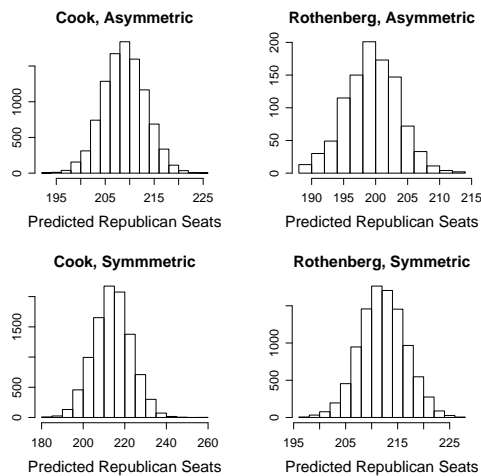 Cook, Asymmetric
0 500 1500
195 205 215 225
Predicted Republican Seats
Rothenberg, Asymmetric
0 50 100 150 200
190 195 200 205 210 215
Predicted Republican Seats
Cook, Symmmetric
0 500 1500
180 200 220 240 260
Predicted Republican Seats
Rothenberg, Symmetric
0 500 1000
195 205 215 225
Predicted Republican Seats